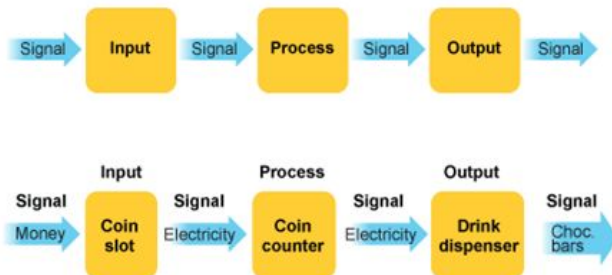 Signal Input Signal Process Signal Output Signal
Input Process Output
Signal Signal Signal Signal
Money Coin slot Electricity Coin counter Electricity Drink dispenser Choc. bars